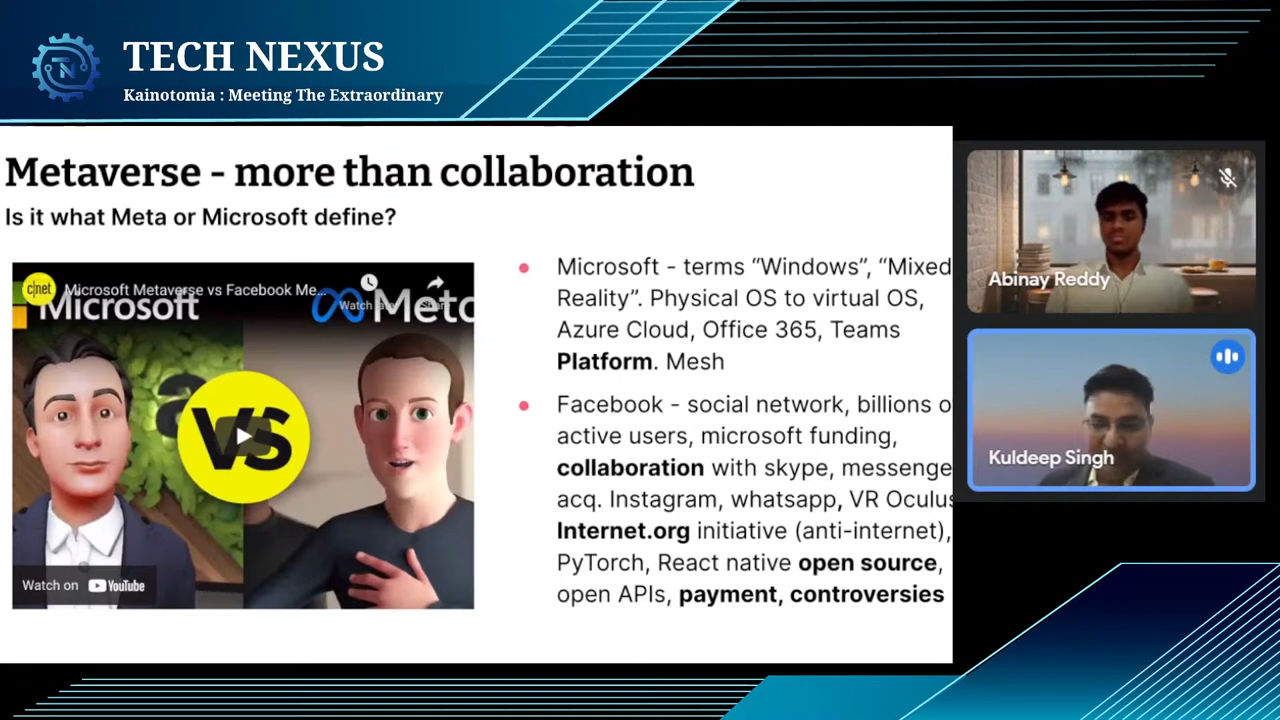 TECH NEXUS
Kainotomia : Meeting The Extraordinary
TN
Metaverse - more than collaboration
Is it what Meta or Microsoft define?
c|net
Microsoft Metaverse vs Facebook Me...
Microsoft
Watch
Share
Meta
VS
Watch on YouTube
Microsoft - terms “Windows”, “Mixed
Reality”. Physical OS to virtual OS,
Azure Cloud, Office 365, Teams
Platform. Mesh
Facebook - social network, billions o
active users, microsoft funding,
collaboration with skype, messenge
acq. Instagram, whatsapp, VR Oculus
Internet.org initiative (anti-internet),
PyTorch, React native open source,
open APIs, payment, controversies
Abinay Reddy
Kuldeep Singh